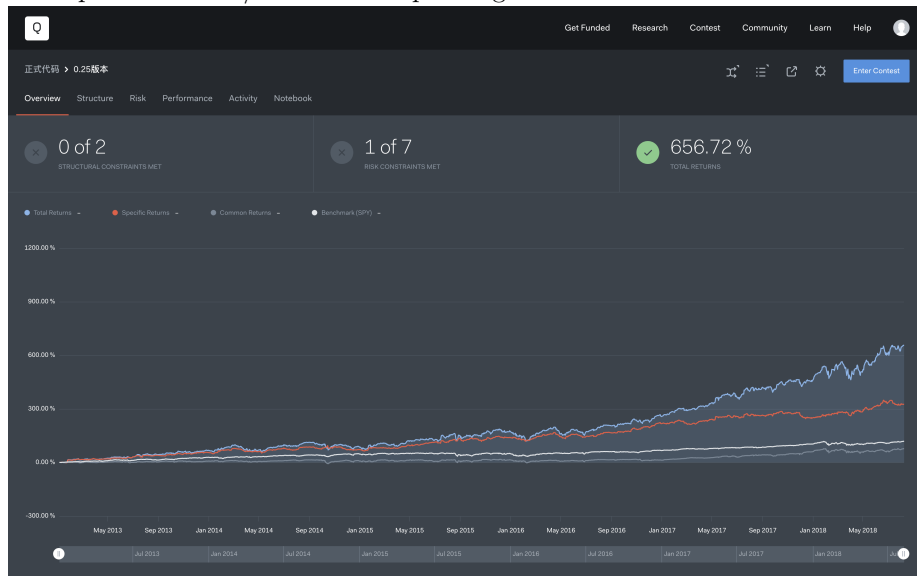 Q Get Funded Research Contest Community Learn Help
正式代码 > 0.25版本
Enter Contest
Overview Structure Risk Performance Activity Notebook
0 of 2 1 of 7 656.72 %
STRUCTURAL CONSTRAINTS MET RISK CONSTRAINTS MET TOTAL RETURNS
Total Returns Specific Returns Common Returns Benchmark (SPY)
1200.00 %
900.00 %
600.00 %
300.00 %
0.00 %
-300.00 %
May 2013 Sep 2013 Jan 2014 May 2014 Sep 2014 Jan 2015 May 2015 Sep 2015 Jan 2016 May 2016 Sep 2016 Jan 2017 May 2017 Sep 2017 Jan 2018 May 2018
Jul 2013 Jan 2014 Jul 2014 Jan 2015 Jul 2015 Jan 2016 Jul 2016 Jan 2017 Jul 2017 Jan 2018